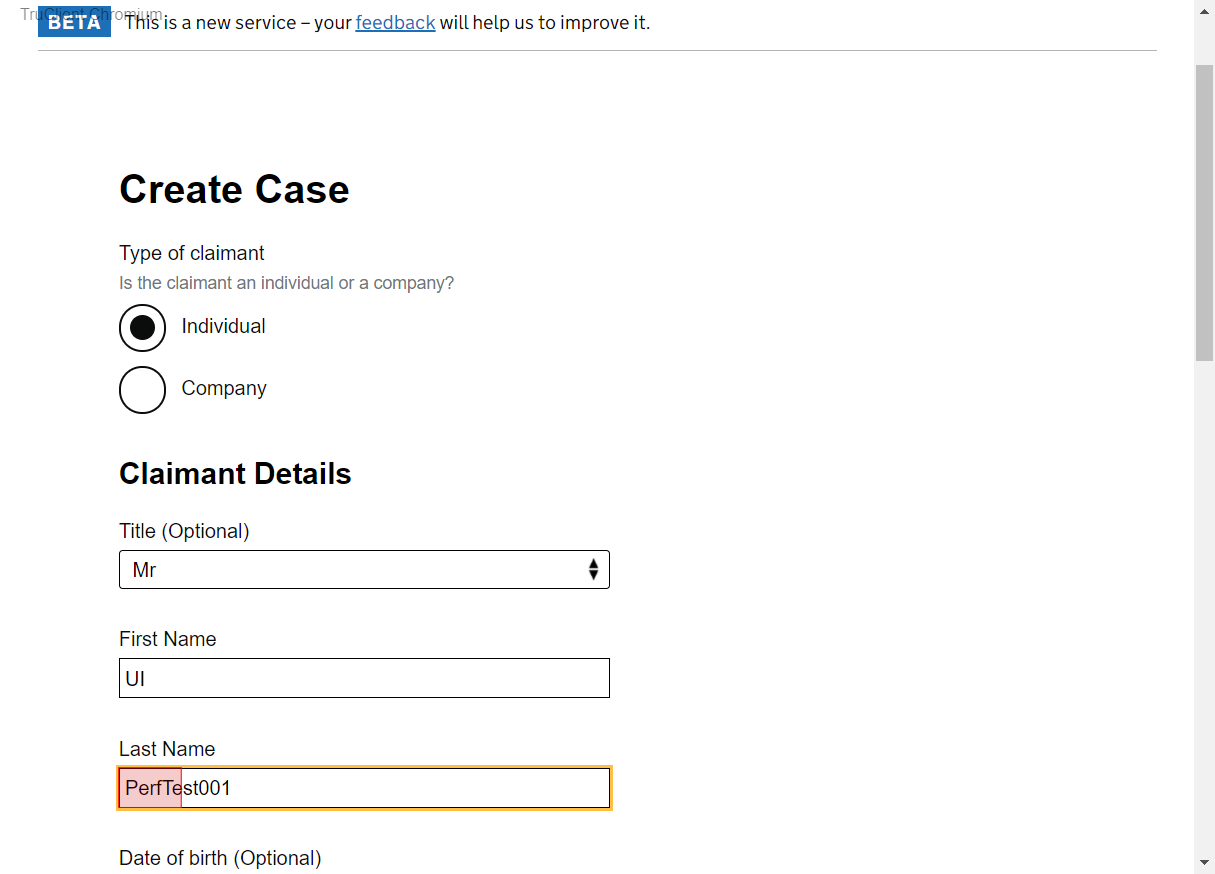 TruClient Chromium
BETA This is a new service – your feedback will help us to improve it.
Create Case
Type of claimant
Is the claimant an individual or a company?
Individual
Company
Claimant Details
Title (Optional)
Mr
First Name
UI
Last Name
PerfTest001
Date of birth (Optional)